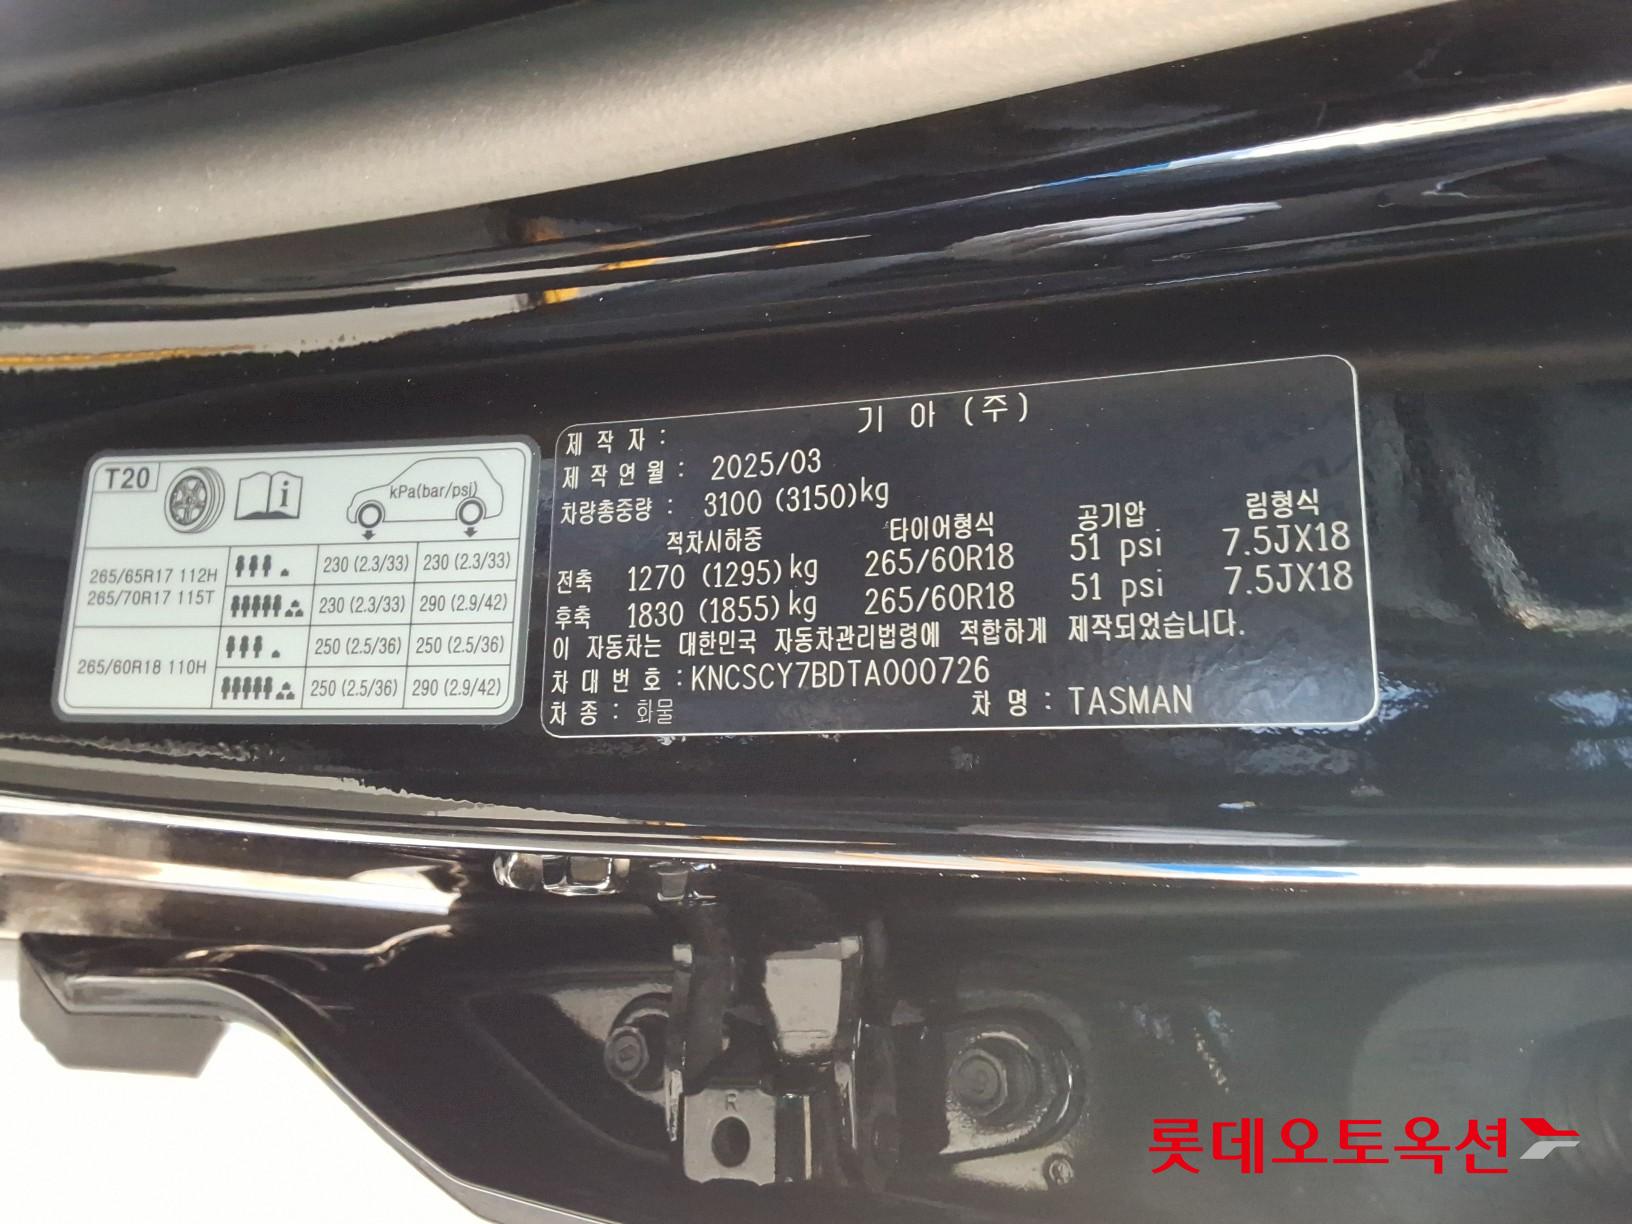 T20
kPa(bar/psi)
265/65R17 112H
265/70R17 115T
230 (2.3/33) 230 (2.3/33)
230 (2.3/33) 290 (2.9/42)
265/60R18 110H
250 (2.5/36) 250 (2.5/36)
250 (2.5/36) 290 (2.9/42)
제 작 자 : 기 아 (주)
제 작 연 월 : 2025/03
차량총중량 : 3100 (3150)kg
적차시하중 타이어형식 공기압 림형식
전축 1270 (1295)kg 265/60R18 51 psi 7.5JX18
후축 1830 (1855)kg 265/60R18 51 psi 7.5JX18
이 자동차는 대한민국 자동차관리법령에 적합하게 제작되었습니다.
차 대 번 호 : KNCSCY7BDTA000726
차 종 : 화물 차 명 : TASMAN
R
롯데오토옥션